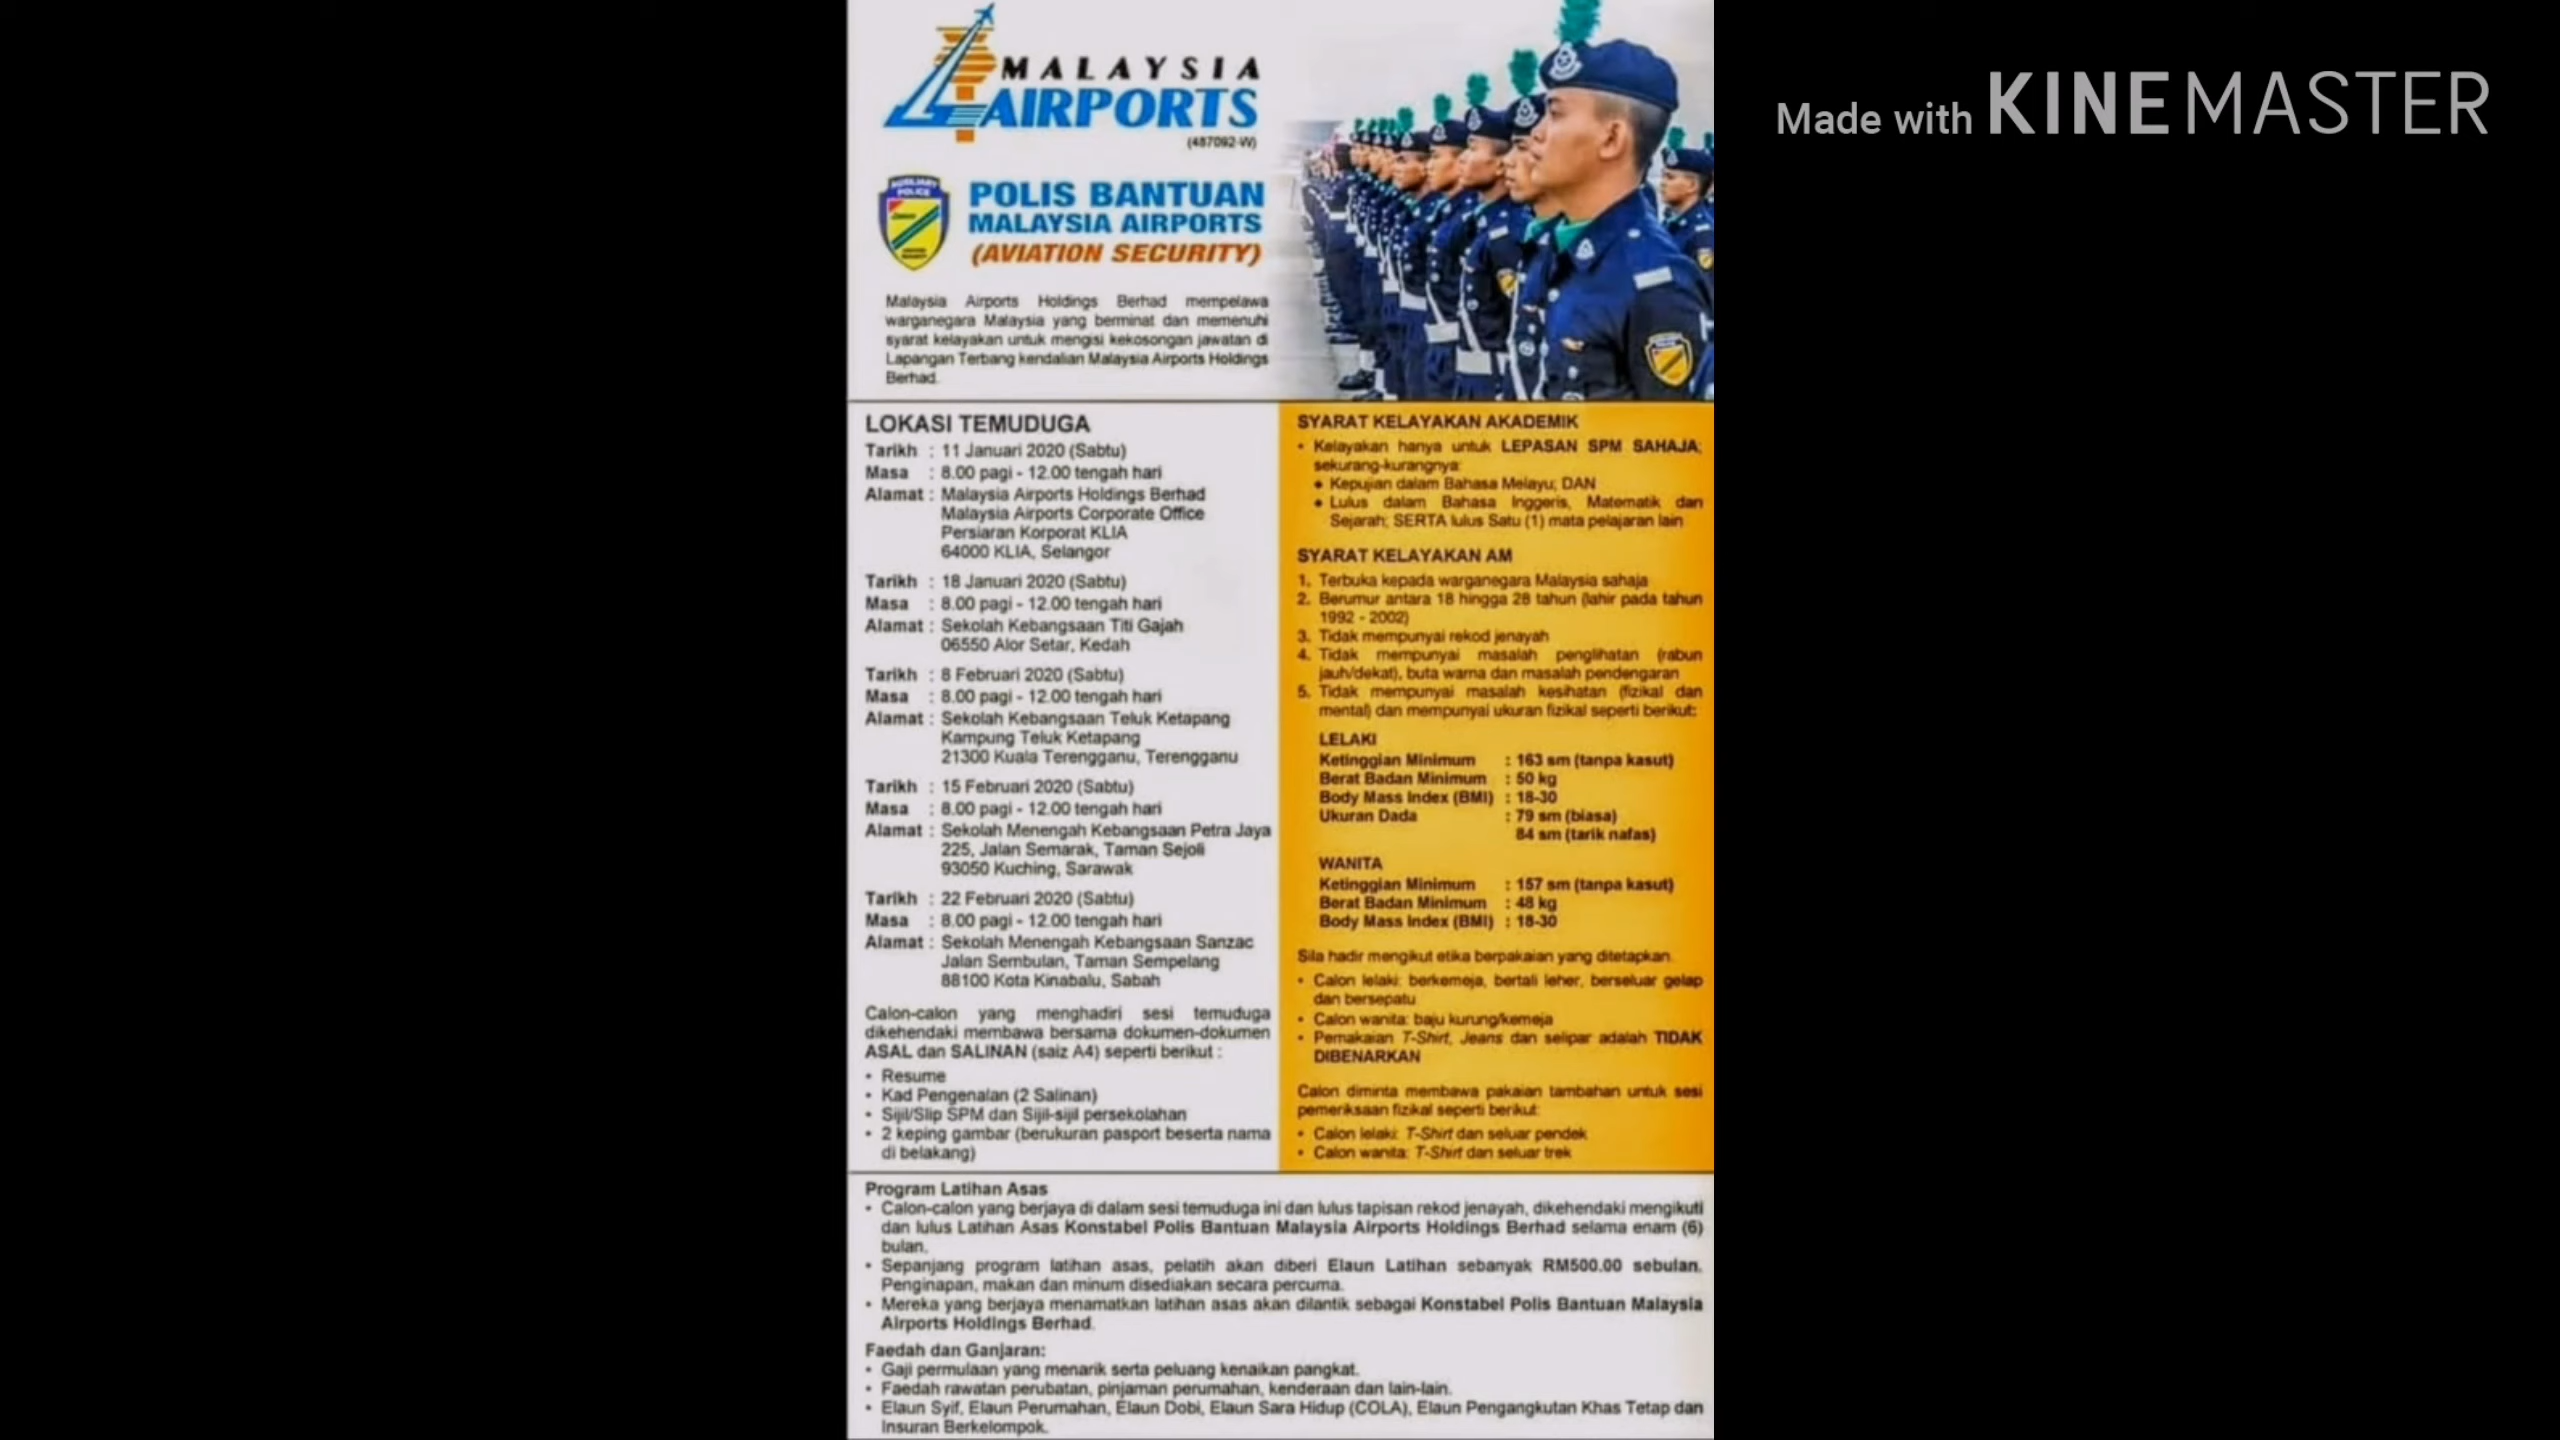 MALAYSIA
AIRPORTS
(487092-W)
AUXILIARY
POLICE
POLIS BANTUAN
MALAYSIA AIRPORTS
(AVIATION SECURITY)
Malaysia Airports Holdings Berhad mempelawa
warganegara Malaysia yang berminat dan memenuhi
syarat kelayakan untuk mengisi kekosongan jawatan di
Lapangan Terbang kendalian Malaysia Airports Holdings
Berhad.
Made with KINEMASTER
LOKASI TEMUDUGA
Tarikh : 11 Januari 2020 (Sabtu)
Masa : 8.00 pagi - 12.00 tengah hari
Alamat : Malaysia Airports Holdings Berhad
Malaysia Airports Corporate Office
Persiaran Korporat KLIA
64000 KLIA, Selangor
Tarikh : 18 Januari 2020 (Sabtu)
Masa : 8.00 pagi - 12.00 tengah hari
Alamat : Sekolah Kebangsaan Titi Gajah
06550 Alor Setar, Kedah
Tarikh : 8 Februari 2020 (Sabtu)
Masa : 8.00 pagi - 12.00 tengah hari
Alamat : Sekolah Kebangsaan Teluk Ketapang
Kampung Teluk Ketapang
21300 Kuala Terengganu, Terengganu
Tarikh : 15 Februari 2020 (Sabtu)
Masa : 8.00 pagi - 12.00 tengah hari
Alamat : Sekolah Menengah Kebangsaan Petra Jaya
225, Jalan Semarak, Taman Sejoli
93050 Kuching, Sarawak
Tarikh : 22 Februari 2020 (Sabtu)
Masa : 8.00 pagi - 12.00 tengah hari
Alamat : Sekolah Menengah Kebangsaan Sanzac
Jalan Sembulan, Taman Sempelang
88100 Kota Kinabalu, Sabah
Calon-calon yang menghadiri sesi temuduga
dikehendaki membawa bersama dokumen-dokumen
ASAL dan SALINAN (saiz A4) seperti berikut :
• Resume
• Kad Pengenalan (2 Salinan)
• Sijil/Slip SPM dan Sijil-sijil persekolahan
• 2 keping gambar (berukuran pasport beserta nama
di belakang)
SYARAT KELAYAKAN AKADEMIK
• Kelayakan hanya untuk LEPASAN SPM SAHAJA;
sekurang-kurangnya:
• Kepujian dalam Bahasa Melayu; DAN
• Lulus dalam Bahasa Inggeris, Matematik dan
Sejarah; SERTA lulus Satu (1) mata pelajaran lain
SYARAT KELAYAKAN AM
1. Terbuka kepada warganegara Malaysia sahaja
2. Berumur antara 18 hingga 28 tahun (lahir pada tahun
1992 - 2002)
3. Tidak mempunyai rekod jenayah
4. Tidak mempunyai masalah penglihatan (rabun
jauh/dekat), buta warna dan masalah pendengaran
5. Tidak mempunyai masalah kesihatan (fizikal dan
mental) dan mempunyai ukuran fizikal seperti berikut:
LELAKI
Ketinggian Minimum : 163 sm (tanpa kasut)
Berat Badan Minimum : 50 kg
Body Mass Index (BMI) : 18-30
Ukuran Dada : 79 sm (biasa)
84 sm (tarik nafas)
WANITA
Ketinggian Minimum : 157 sm (tanpa kasut)
Berat Badan Minimum : 48 kg
Body Mass Index (BMI) : 18-30
Sila hadir mengikut etika berpakaian yang ditetapkan.
• Calon lelaki: berkemeja, bertali leher, berseluar gelap
dan bersepatu
• Calon wanita: baju kurung/kemeja
• Pemakaian T-Shirt, Jeans dan selipar adalah TIDAK
DIBENARKAN
Calon diminta membawa pakaian tambahan untuk sesi
pemeriksaan fizikal seperti berikut:
• Calon lelaki: T-Shirt dan seluar pendek
• Calon wanita: T-Shirt dan seluar trek
Program Latihan Asas
• Calon-calon yang berjaya di dalam sesi temuduga ini dan lulus tapisan rekod jenayah, dikehendaki mengikuti
dan lulus Latihan Asas Konstabel Polis Bantuan Malaysia Airports Holdings Berhad selama enam (6)
bulan.
• Sepanjang program latihan asas, pelatih akan diberi Elaun Latihan sebanyak RM500.00 sebulan.
Penginapan, makan dan minum disediakan secara percuma.
• Mereka yang berjaya menamatkan latihan asas akan dilantik sebagai Konstabel Polis Bantuan Malaysia
Airports Holdings Berhad.
Faedah dan Ganjaran:
• Gaji permulaan yang menarik serta peluang kenaikan pangkat.
• Faedah rawatan perubatan, pinjaman perumahan, kenderaan dan lain-lain.
• Elaun Syif, Elaun Perumahan, Elaun Dobi, Elaun Sara Hidup (COLA), Elaun Pengangkutan Khas Tetap dan
Insuran Berkelompok.